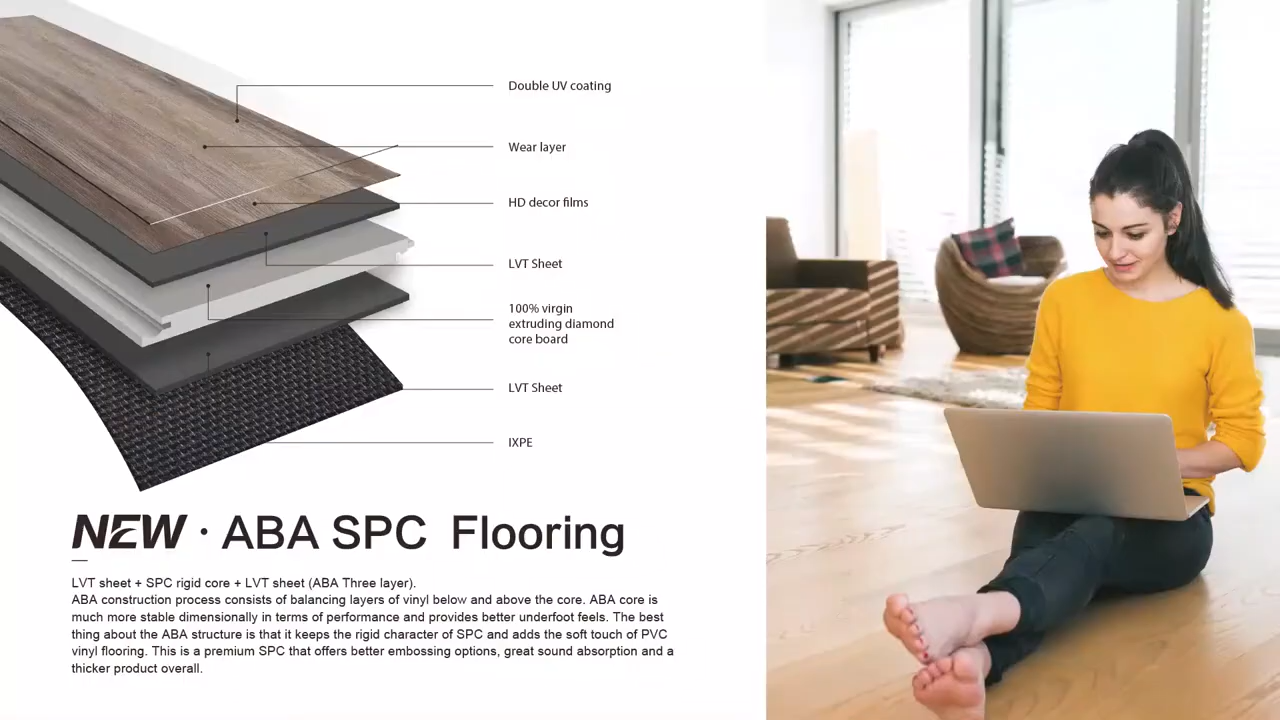 Double UV coating
Wear layer
HD decor films
LVT Sheet
100% virgin
extruding diamond
core board
LVT Sheet
IXPE
NEW · ABA SPC Flooring
LVT sheet + SPC rigid core + LVT sheet (ABA Three layer).
ABA construction process consists of balancing layers of vinyl below and above the core. ABA core is
much more stable dimensionally in terms of performance and provides better underfoot feels. The best
thing about the ABA structure is that it keeps the rigid character of SPC and adds the soft touch of PVC
vinyl flooring. This is a premium SPC that offers better embossing options, great sound absorption and a
thicker product overall.